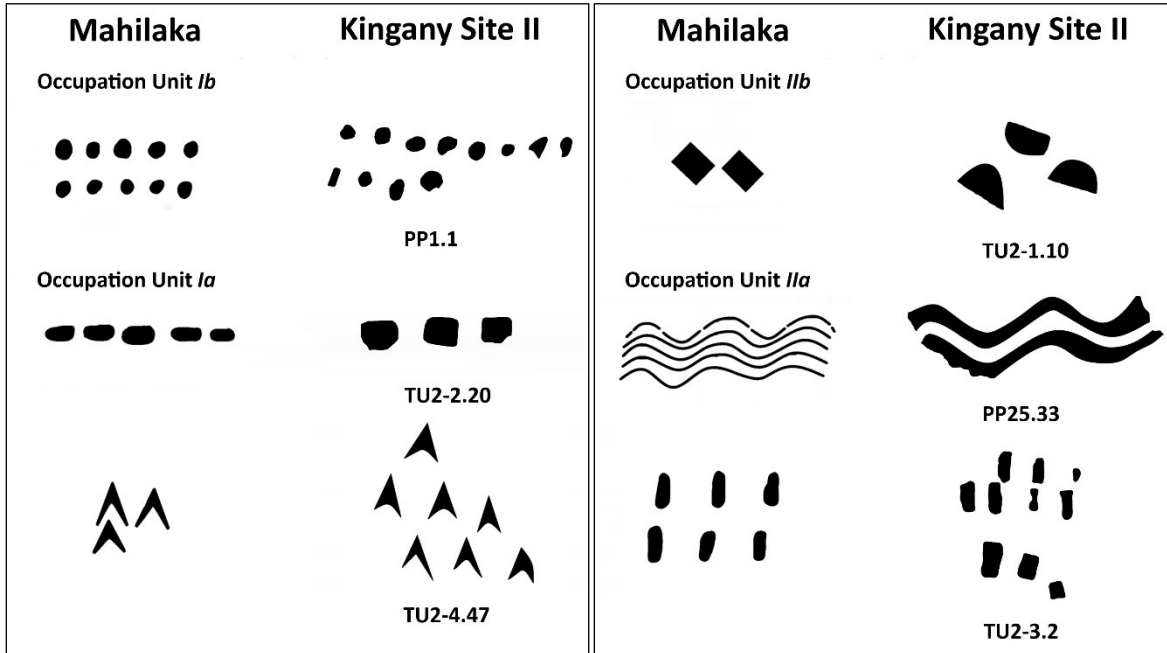 Mahilaka Kingany Site II
Occupation Unit Ib
PP1.1
Occupation Unit Ia
TU2-2.20
TU2-4.47
Mahilaka Kingany Site II
Occupation Unit IIb
TU2-1.10
Occupation Unit IIa
PP25.33
TU2-3.2